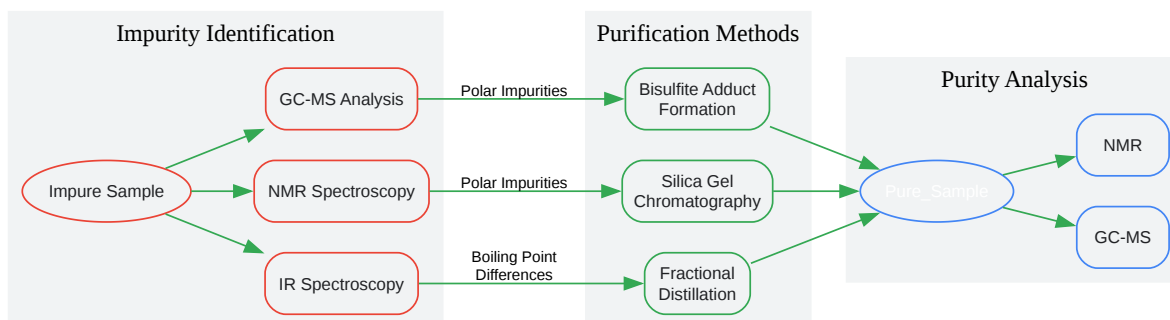 Impurity Identification
Purification Methods
Purity Analysis
GC-MS Analysis
Polar Impurities
Bisulfite Adduct
Formation
NMR
Impure Sample
NMR Spectroscopy
Polar Impurities
Silica Gel
Chromatography
Pure_Sample
GC-MS
IR Spectroscopy
Boiling Point
Differences
Fractional
Distillation